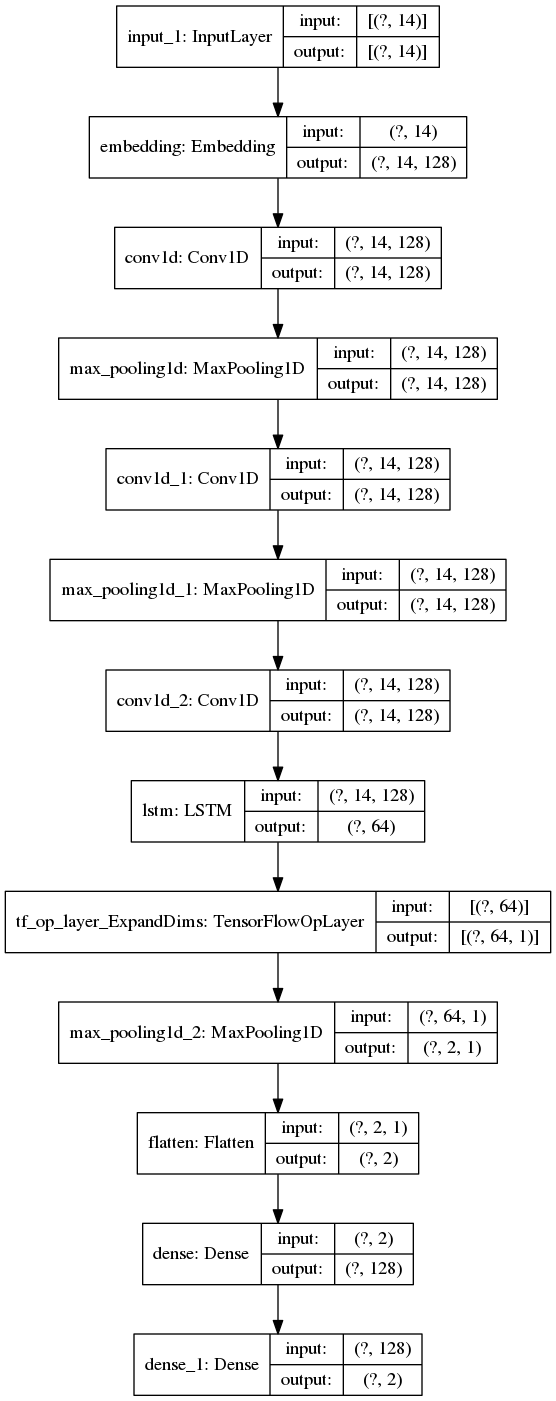 input_1: InputLayer input: [(?, 14)]
output: [(?, 14)]
embedding: Embedding input: (?, 14)
output: (?, 14, 128)
conv1d: Conv1D input: (?, 14, 128)
output: (?, 14, 128)
max_pooling1d: MaxPooling1D input: (?, 14, 128)
output: (?, 14, 128)
conv1d_1: Conv1D input: (?, 14, 128)
output: (?, 14, 128)
max_pooling1d_1: MaxPooling1D input: (?, 14, 128)
output: (?, 14, 128)
conv1d_2: Conv1D input: (?, 14, 128)
output: (?, 14, 128)
lstm: LSTM input: (?, 14, 128)
output: (?, 64)
tf_op_layer_ExpandDims: TensorFlowOpLayer input: [(?, 64)]
output: [(?, 64, 1)]
max_pooling1d_2: MaxPooling1D input: (?, 64, 1)
output: (?, 2, 1)
flatten: Flatten input: (?, 2, 1)
output: (?, 2)
dense: Dense input: (?, 2)
output: (?, 128)
dense_1: Dense input: (?, 128)
output: (?, 2)